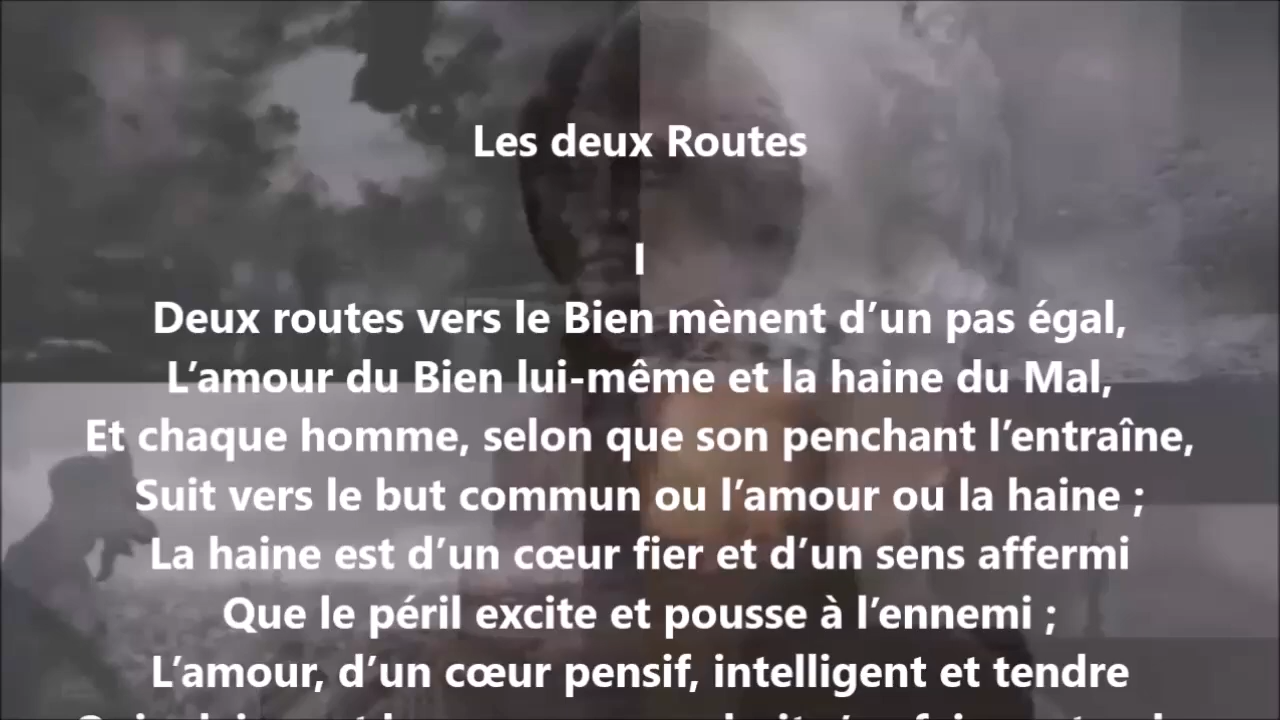 Les deux Routes
I
Deux routes vers le Bien mènent d’un pas égal,
L’amour du Bien lui-même et la haine du Mal,
Et chaque homme, selon que son penchant l’entraîne,
Suit vers le but commun ou l’amour ou la haine ;
La haine est d’un cœur fier et d’un sens affermi
Que le péril excite et pousse à l’ennemi ;
L’amour, d’un cœur pensif, intelligent et tendre